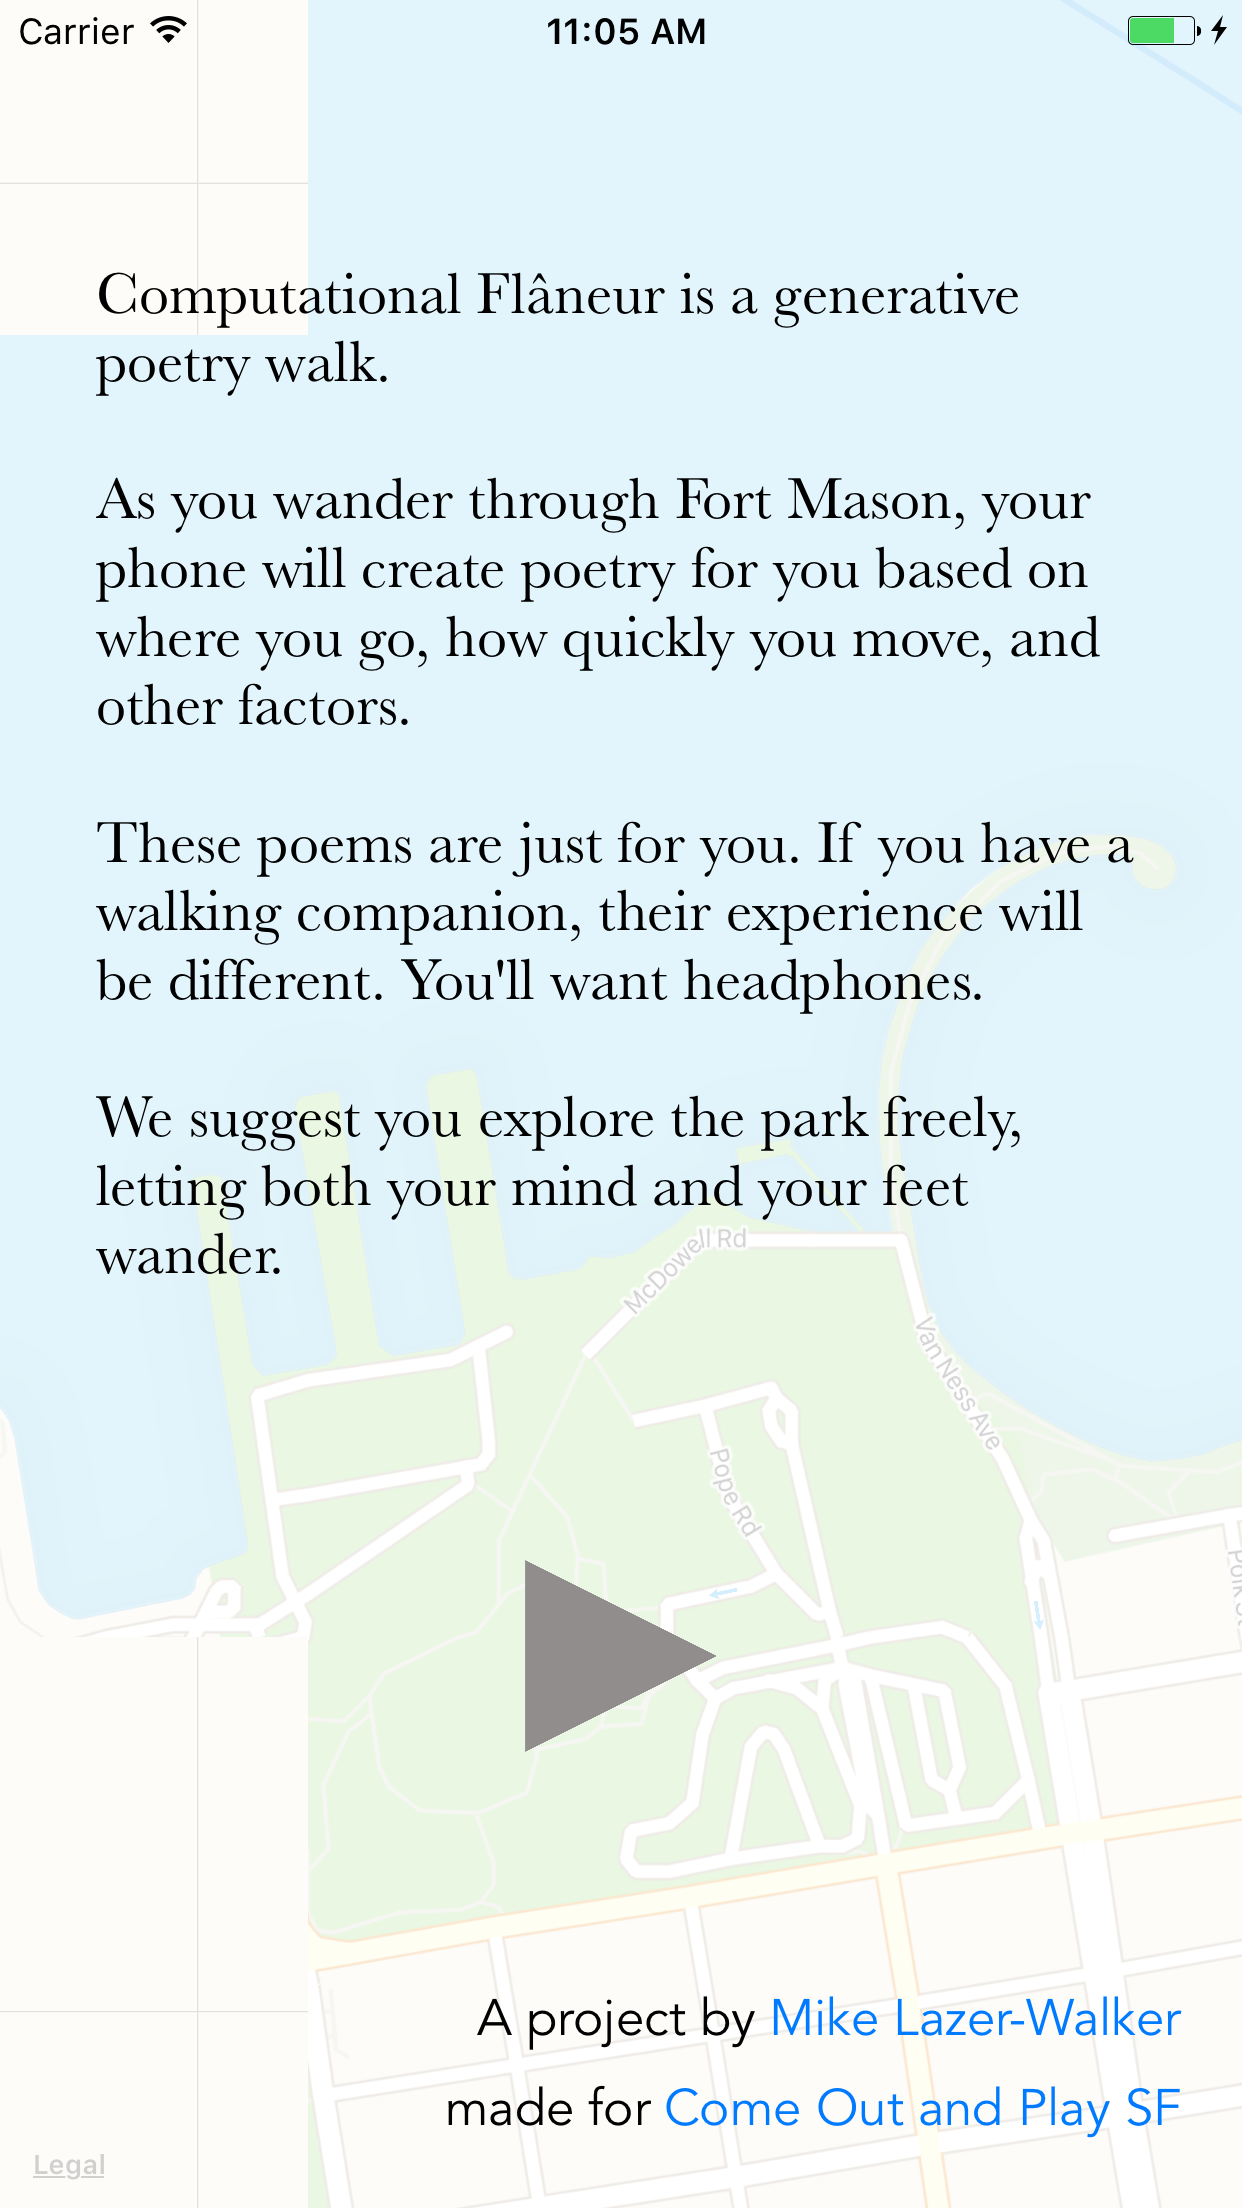 Carrier
11:05 AM
Computational Flâneur is a generative
poetry walk.
As you wander through Fort Mason, your
phone will create poetry for you based on
where you go, how quickly you move, and
other factors.
These poems are just for you. If you have a
walking companion, their experience will
be different. You'll want headphones.
We suggest you explore the park freely,
letting both your mind and your feet
wander.
McDowell Rd
Van Ness Ave
Pope Rd
A project by Mike Lazer-Walker
made for Come Out and Play SF
Legal